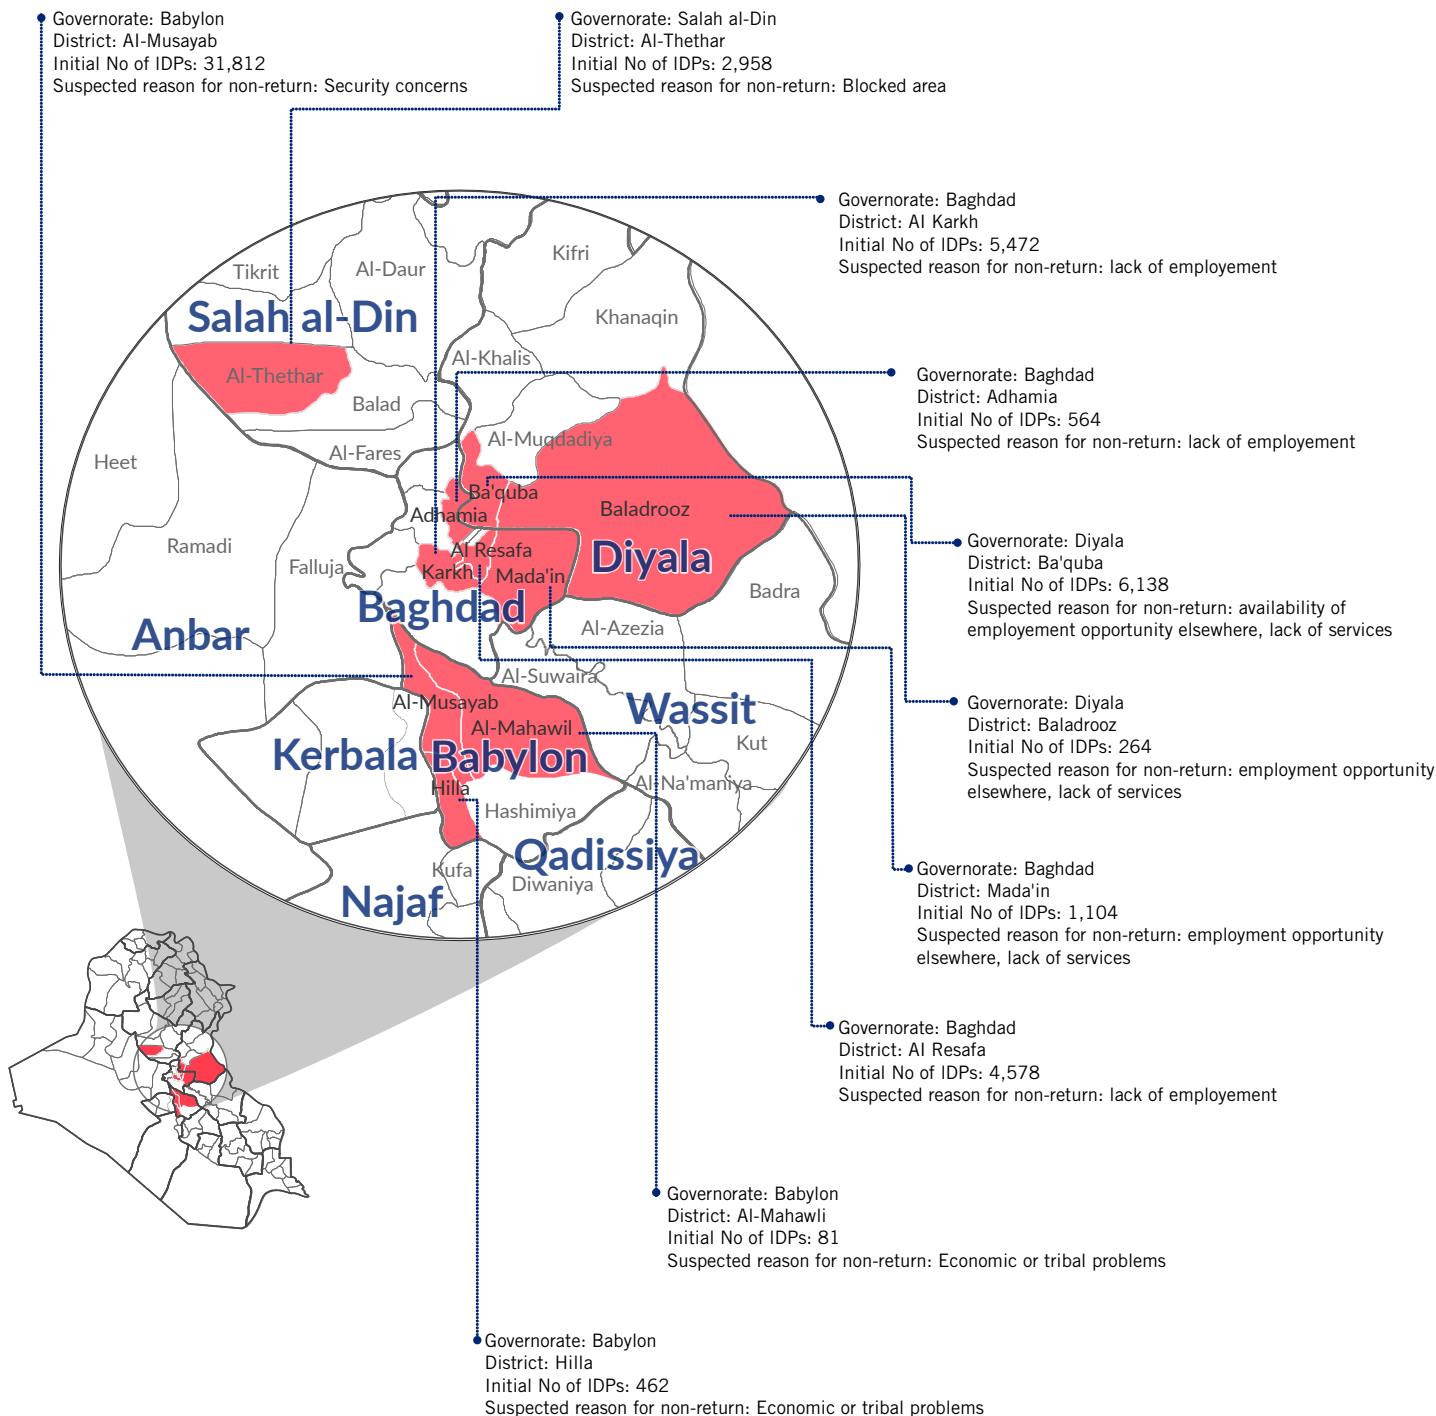 Governorate: Babylon
District: Al-Musayab
Initial No of IDPs: 31,812
Suspected reason for non-return: Security concerns
Governorate: Salah al-Din
District: Al-Thethar
Initial No of IDPs: 2,958
Suspected reason for non-return: Blocked area
Governorate: Baghdad
District: Al Karkh
Initial No of IDPs: 5,472
Suspected reason for non-return: lack of employement
Governorate: Baghdad
District: Adhamia
Initial No of IDPs: 564
Suspected reason for non-return: lack of employement
Governorate: Diyala
District: Ba'quba
Initial No of IDPs: 6,138
Suspected reason for non-return: availability of
employement opportunity elsewhere, lack of services
Governorate: Diyala
District: Baladrooz
Initial No of IDPs: 264
Suspected reason for non-return: employment opportunity
elsewhere, lack of services
Governorate: Baghdad
District: Mada'in
Initial No of IDPs: 1,104
Suspected reason for non-return: employment opportunity
elsewhere, lack of services
Governorate: Baghdad
District: Al Resafa
Initial No of IDPs: 4,578
Suspected reason for non-return: lack of employement
Governorate: Babylon
District: Al-Mahawli
Initial No of IDPs: 81
Suspected reason for non-return: Economic or tribal problems
Governorate: Babylon
District: Hilla
Initial No of IDPs: 462
Suspected reason for non-return: Economic or tribal problems
Kifri
Tikrit
Al-Daur
Salah al-Din
Khanaqin
Al-Khalis
Al-Thethar
Balad
Al-Muqdadiya
Al-Fares
Heet
Ba'quba
Baladrooz
Adhamia
Ramadi
Al Resafa
Diyala
Falluja
Karkh
Mada'in
Badra
Baghdad
Al-Azezia
Anbar
Al-Suwaira
Al-Musayab
Wassit
Al-Mahawil
Kut
Kerbala
Babylon
Al-Na'maniya
Hilla
Hashimiya
Qadissiya
Kufa
Diwaniya
Najaf